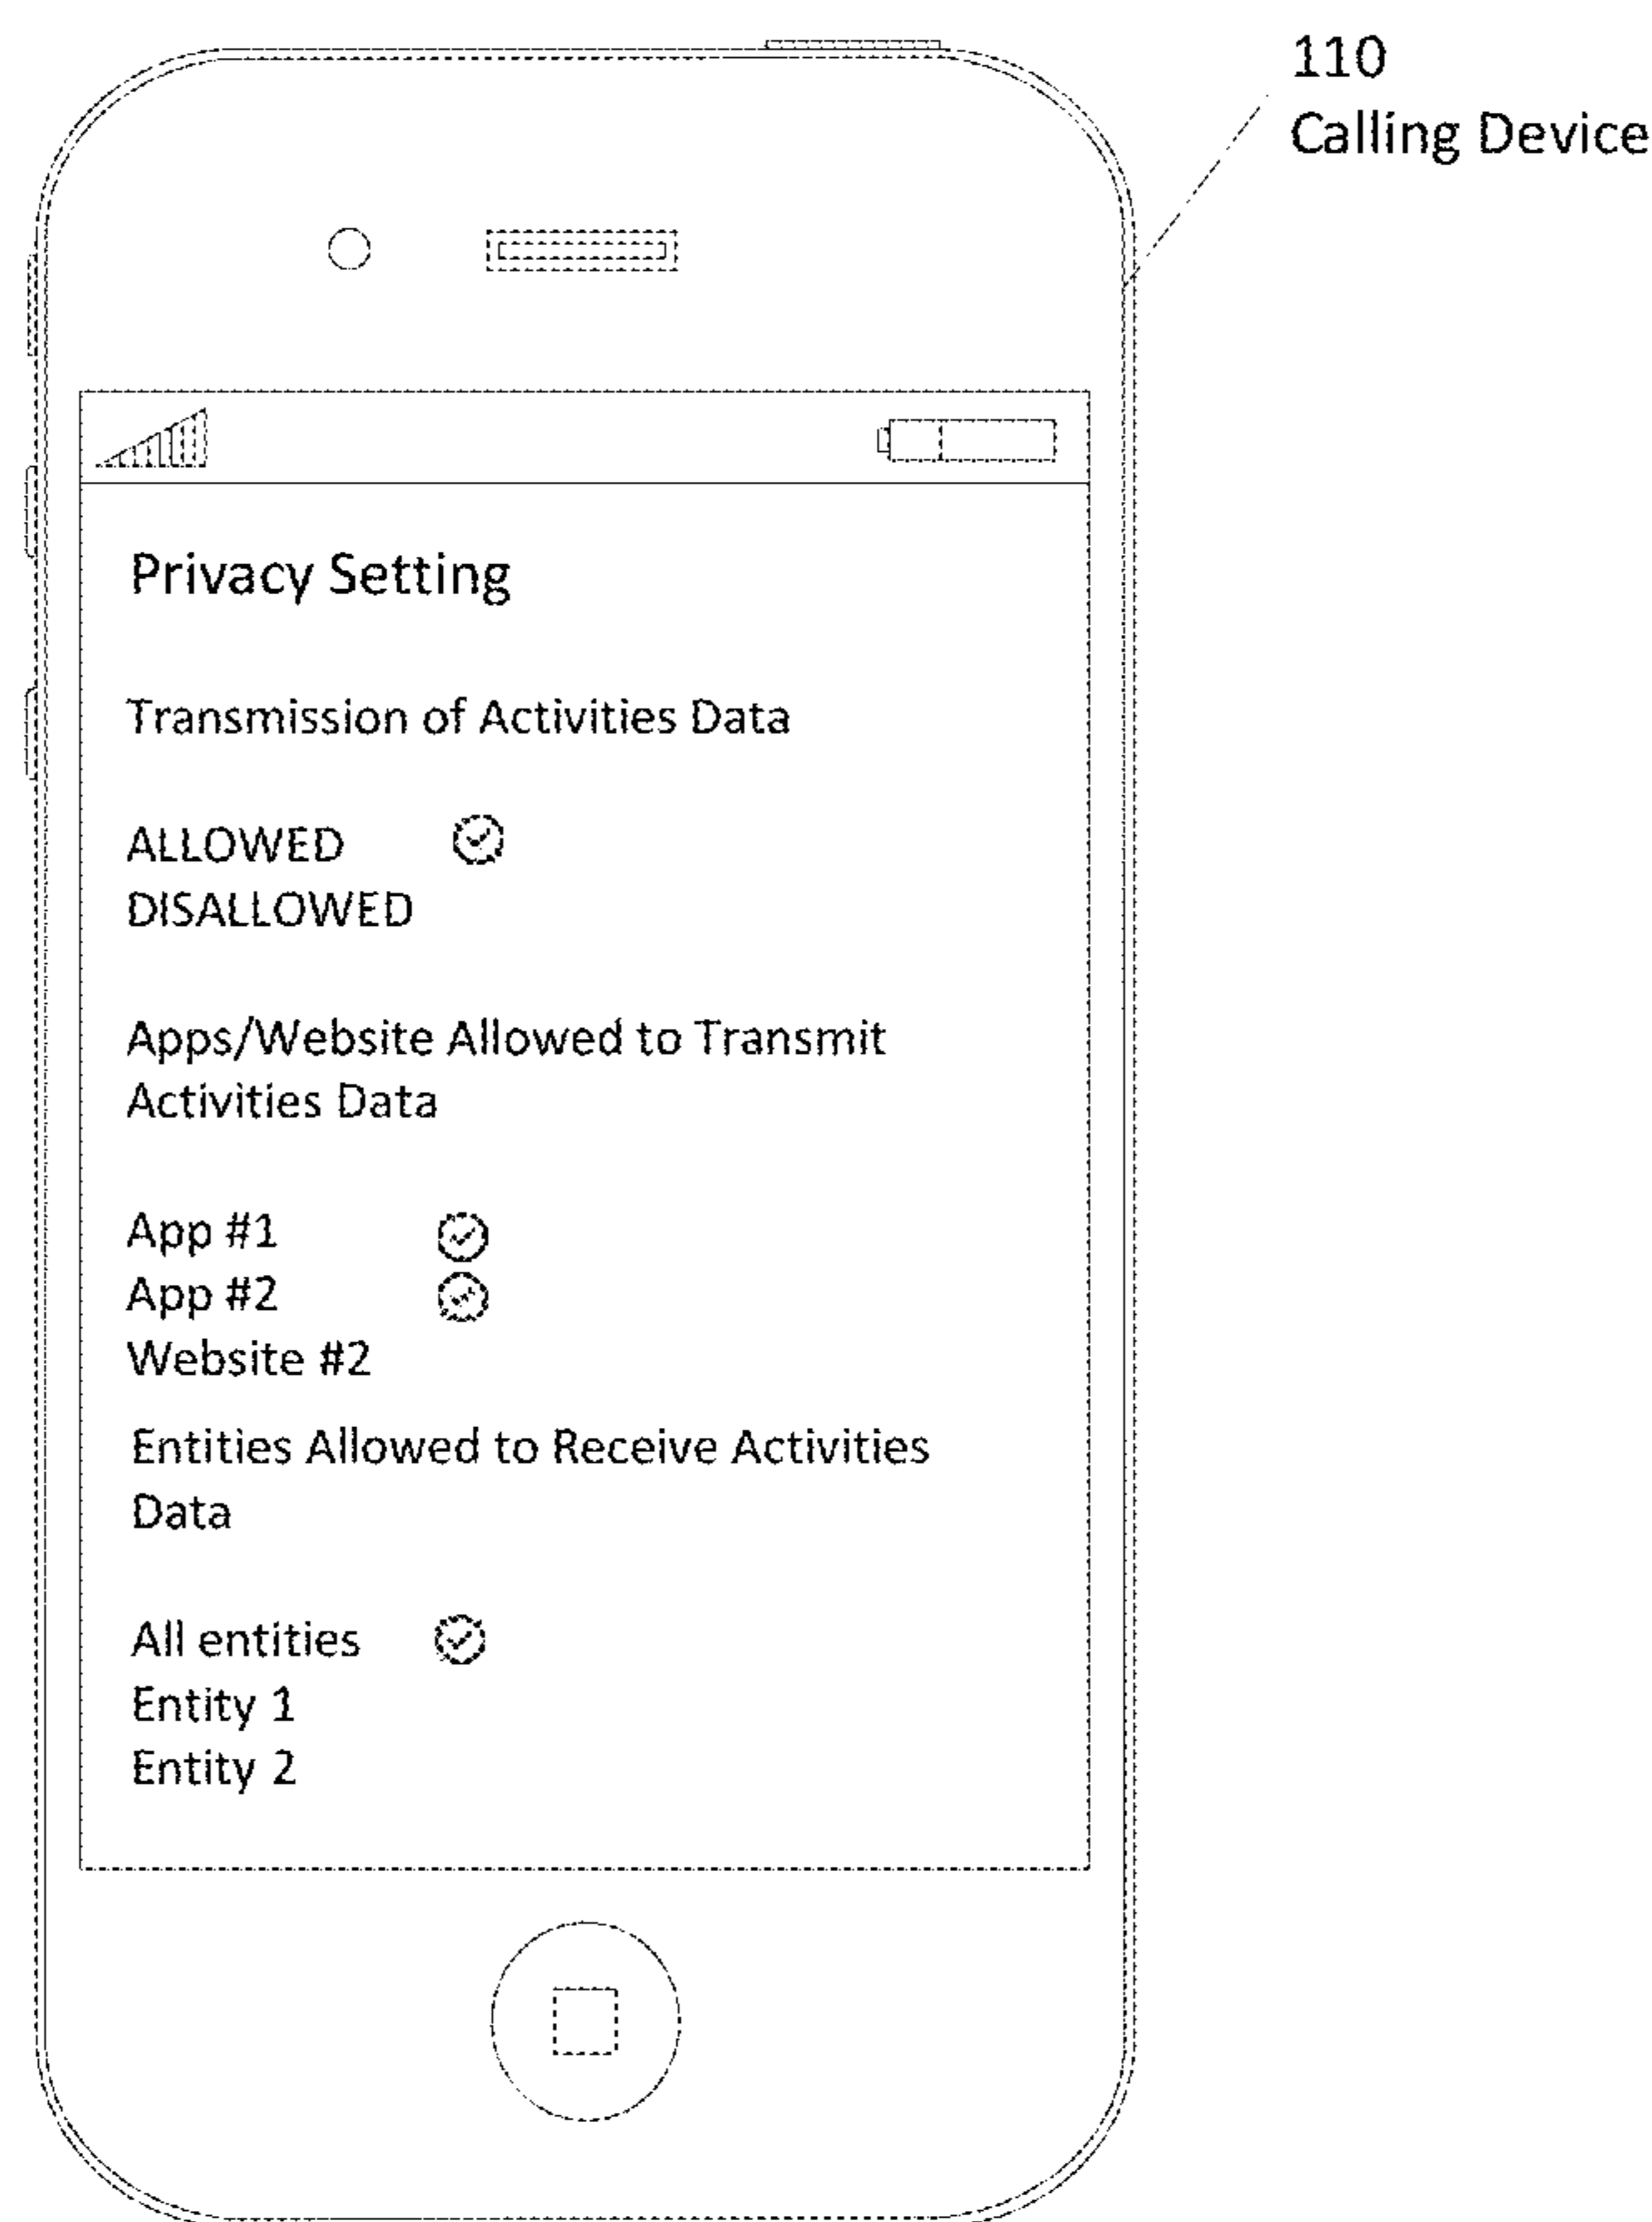 110
Calling Device
Privacy Setting
Transmission of Activities Data
ALLOWED
DISALLOWED
Apps/Website Allowed to Transmit
Activities Data
App #1
App #2
Website #2
Entities Allowed to Receive Activities
Data
All entities
Entity 1
Entity 2